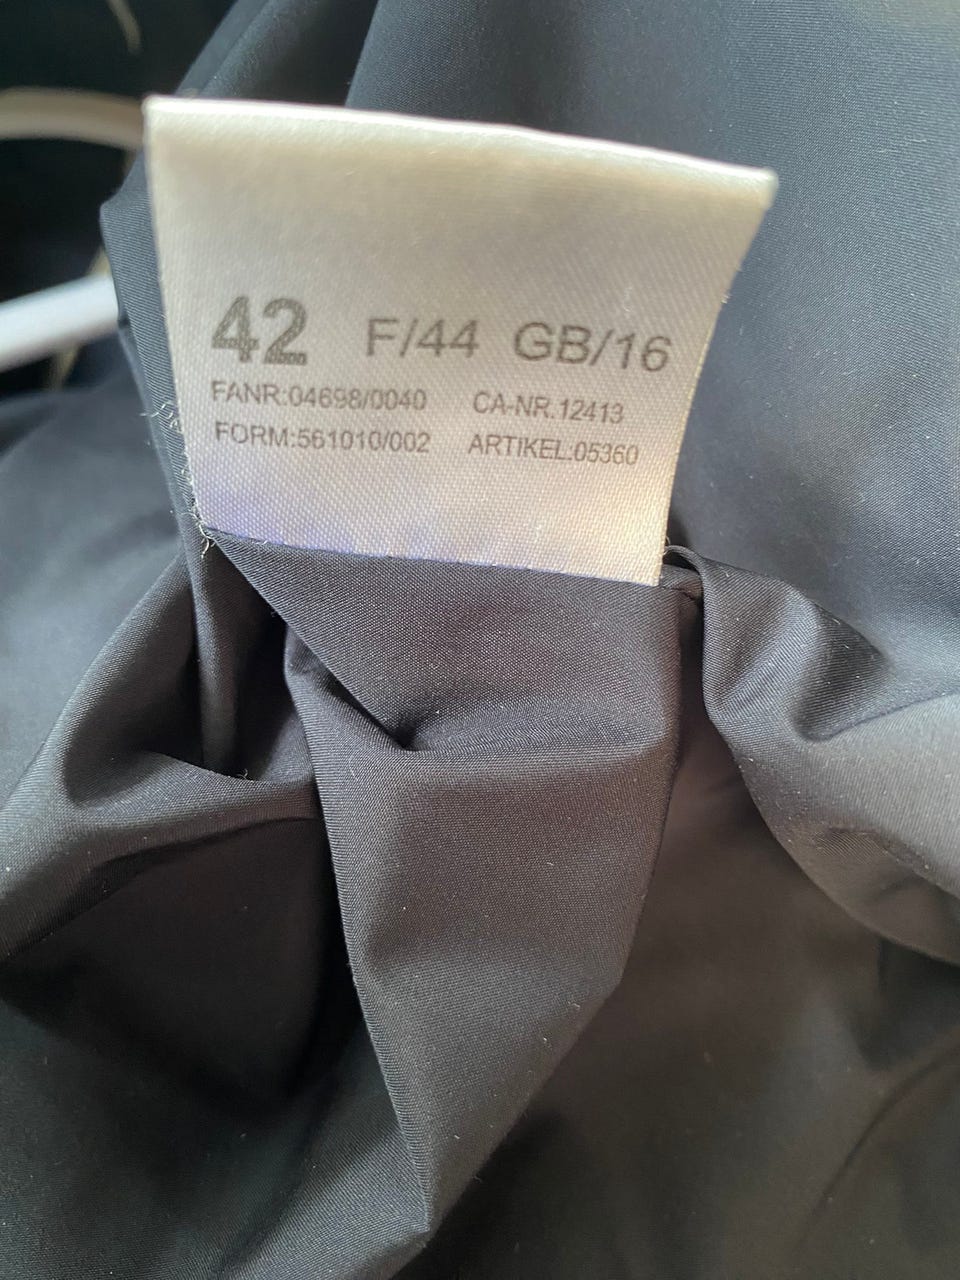 42 F/44 GB/16
FANR:04698/0040 CA-NR.12413
FORM:561010/002 ARTIKEL:05360